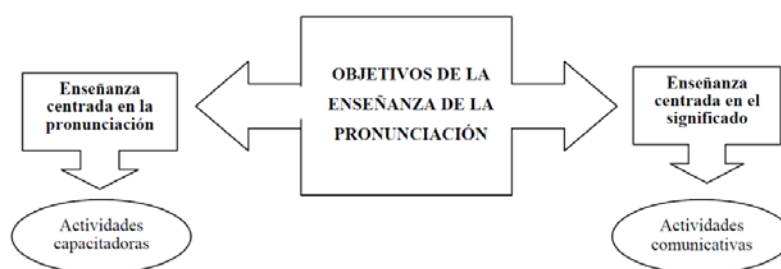 OBJETIVOS DE LA
ENSEÑANZA DE LA
PRONUNCIACIÓN
Enseñanza
centrada en la
pronunciación
Actividades
capacitadoras
Enseñanza
centrada en el
significado
Actividades
comunicativas